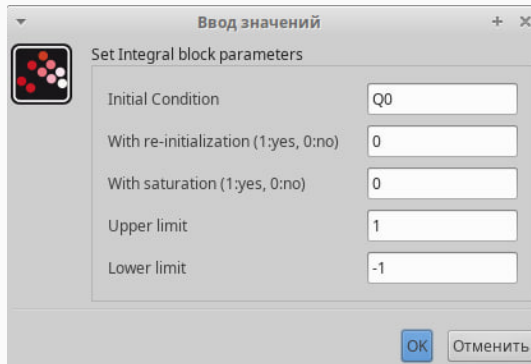 Ввод значений
Set Integral block parameters
Initial Condition Q0
With re-initialization (1:yes, 0:no) 0
With saturation (1:yes, 0:no) 0
Upper limit 1
Lower limit -1
OK Отменить